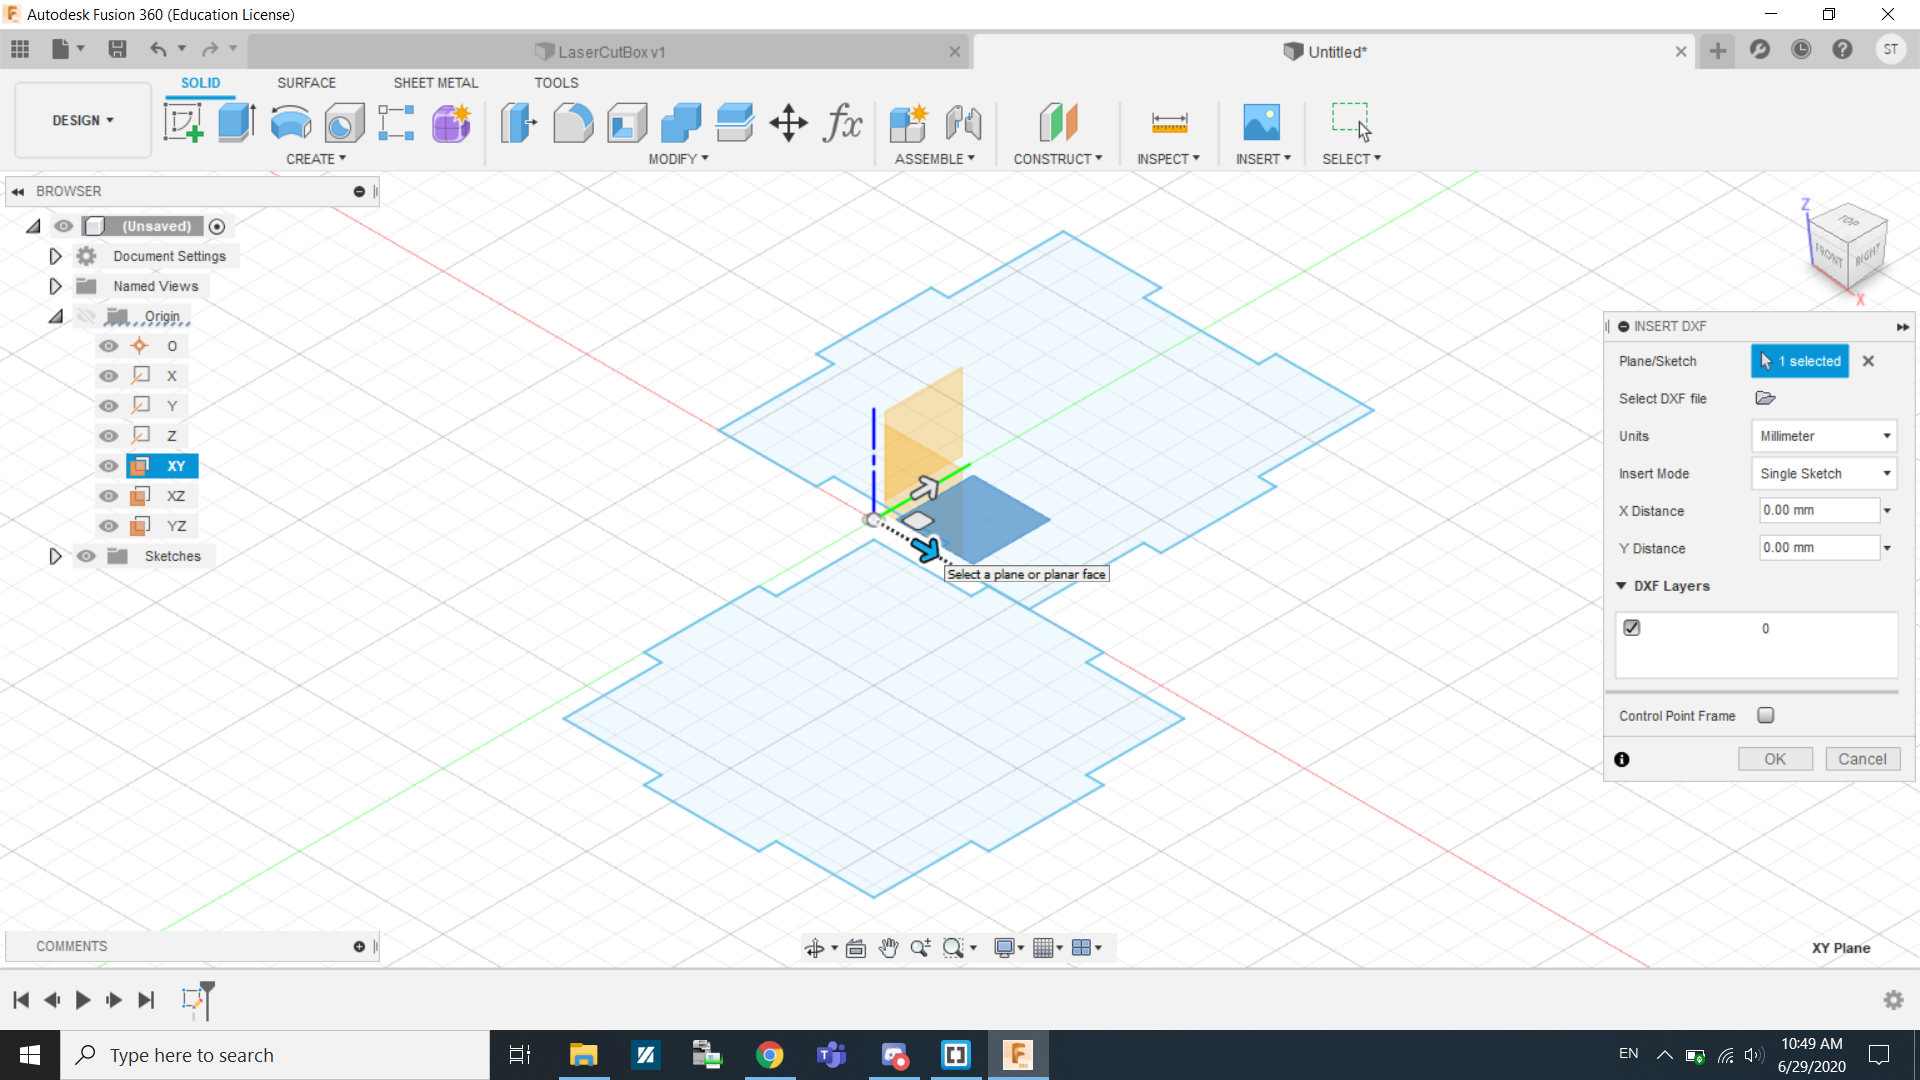 Autodesk Fusion 360 (Education License)
LaserCutBox v1
Untitled*
ST
SOLID
SURFACE
SHEET METAL
TOOLS
DESIGN
fx
CREATE
MODIFY
ASSEMBLE
CONSTRUCT
INSPECT
INSERT
SELECT
BROWSER
(Unsaved)
Document Settings
Named Views
Origin
O
X
Y
Z
XY
XZ
YZ
Sketches
Z
TOP
FRONT
RIGHT
X
Select a plane or planar face
INSERT DXF
Plane/Sketch
1 selected
Select DXF file
Units
Millimeter
Insert Mode
Single Sketch
X Distance
0.00 mm
Y Distance
0.00 mm
DXF Layers
0
Control Point Frame
OK
Cancel
COMMENTS
XY Plane
Type here to search
EN
10:49 AM
6/29/2020